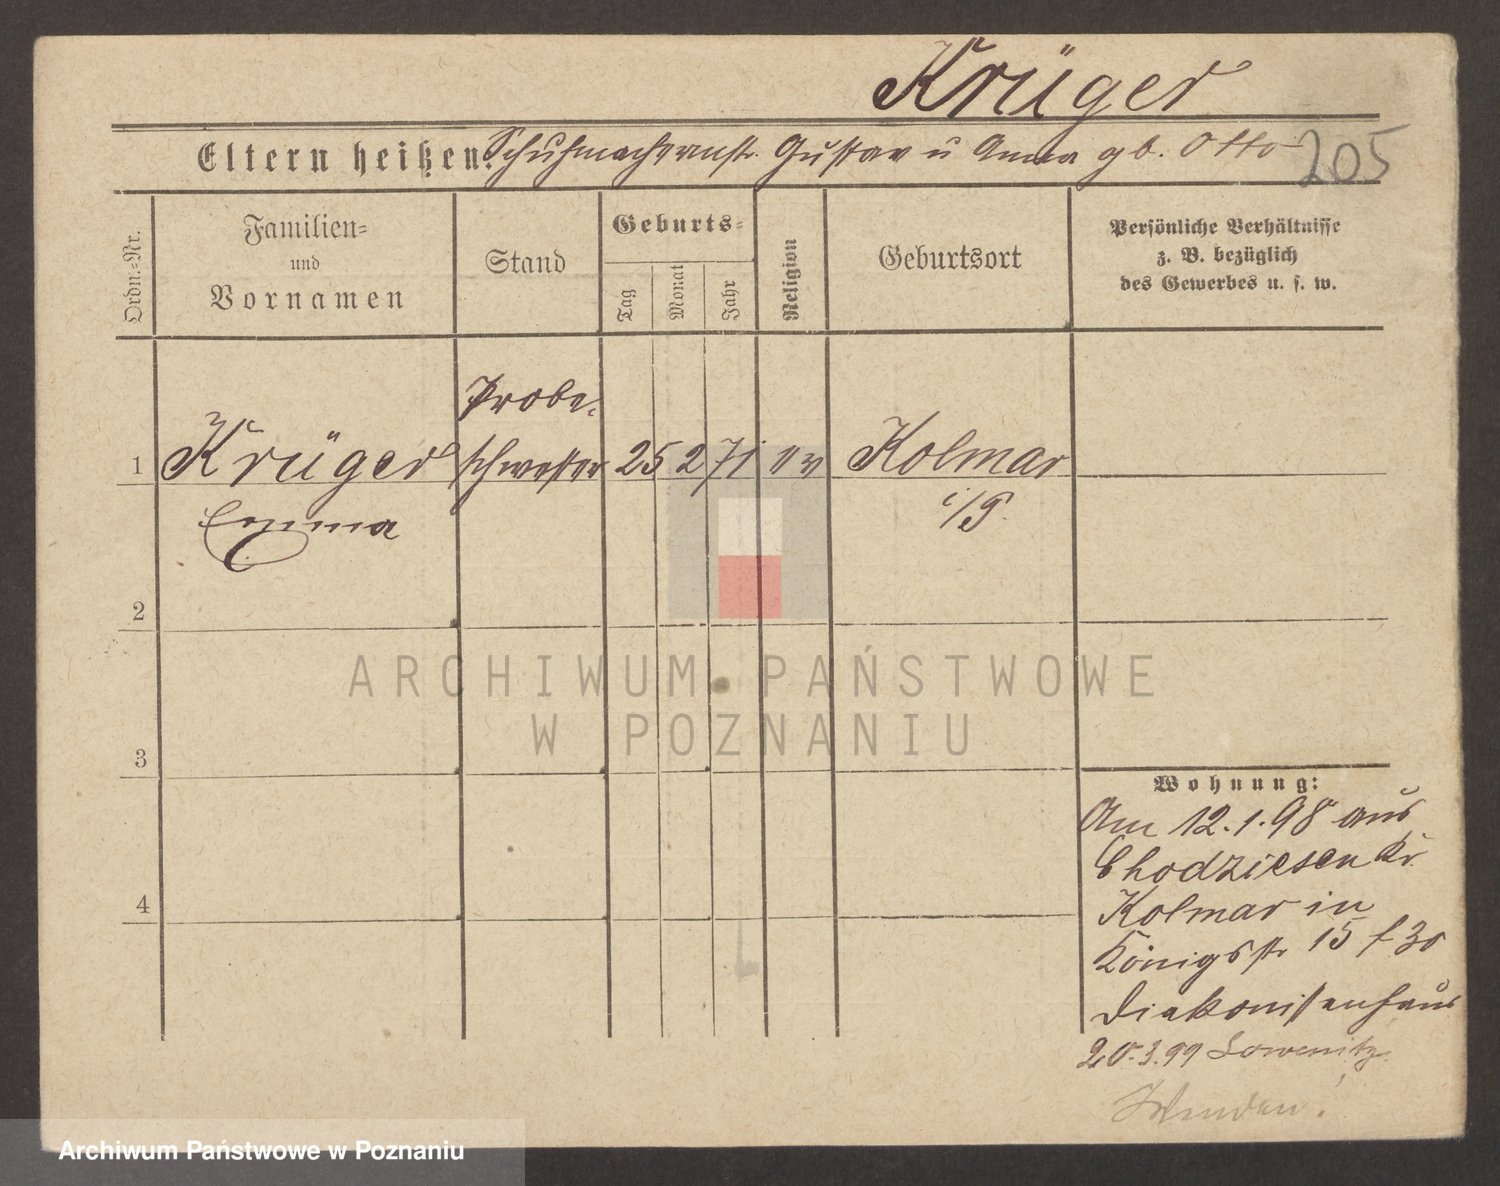 Krüger
Eltern heißen: Schuhmachermstr. Gustav u Anna gb. Otto
205
Ordn.=Nr.
Familien=
und
Vornamen
Stand
Geburts=
Tag
Monat
Jahr
Religion
Geburtsort
Persönliche Verhältnisse
z. B. bezüglich
des Gewerbes u. s. w.
Probe-
1 Krüger schwester 25 2 71 ev Kolmar
Emma i/P.
2
ARCHIWUM PAŃSTWOWE
W POZNANIU
3
4
Wohnung:
Am 12.1.98 aus
Chodziesen Kr.
Kolmar in
Königsstr 15 f 30
Diakonissenhaus
20.3.99
Wenden!
Archiwum Państwowe w Poznaniu